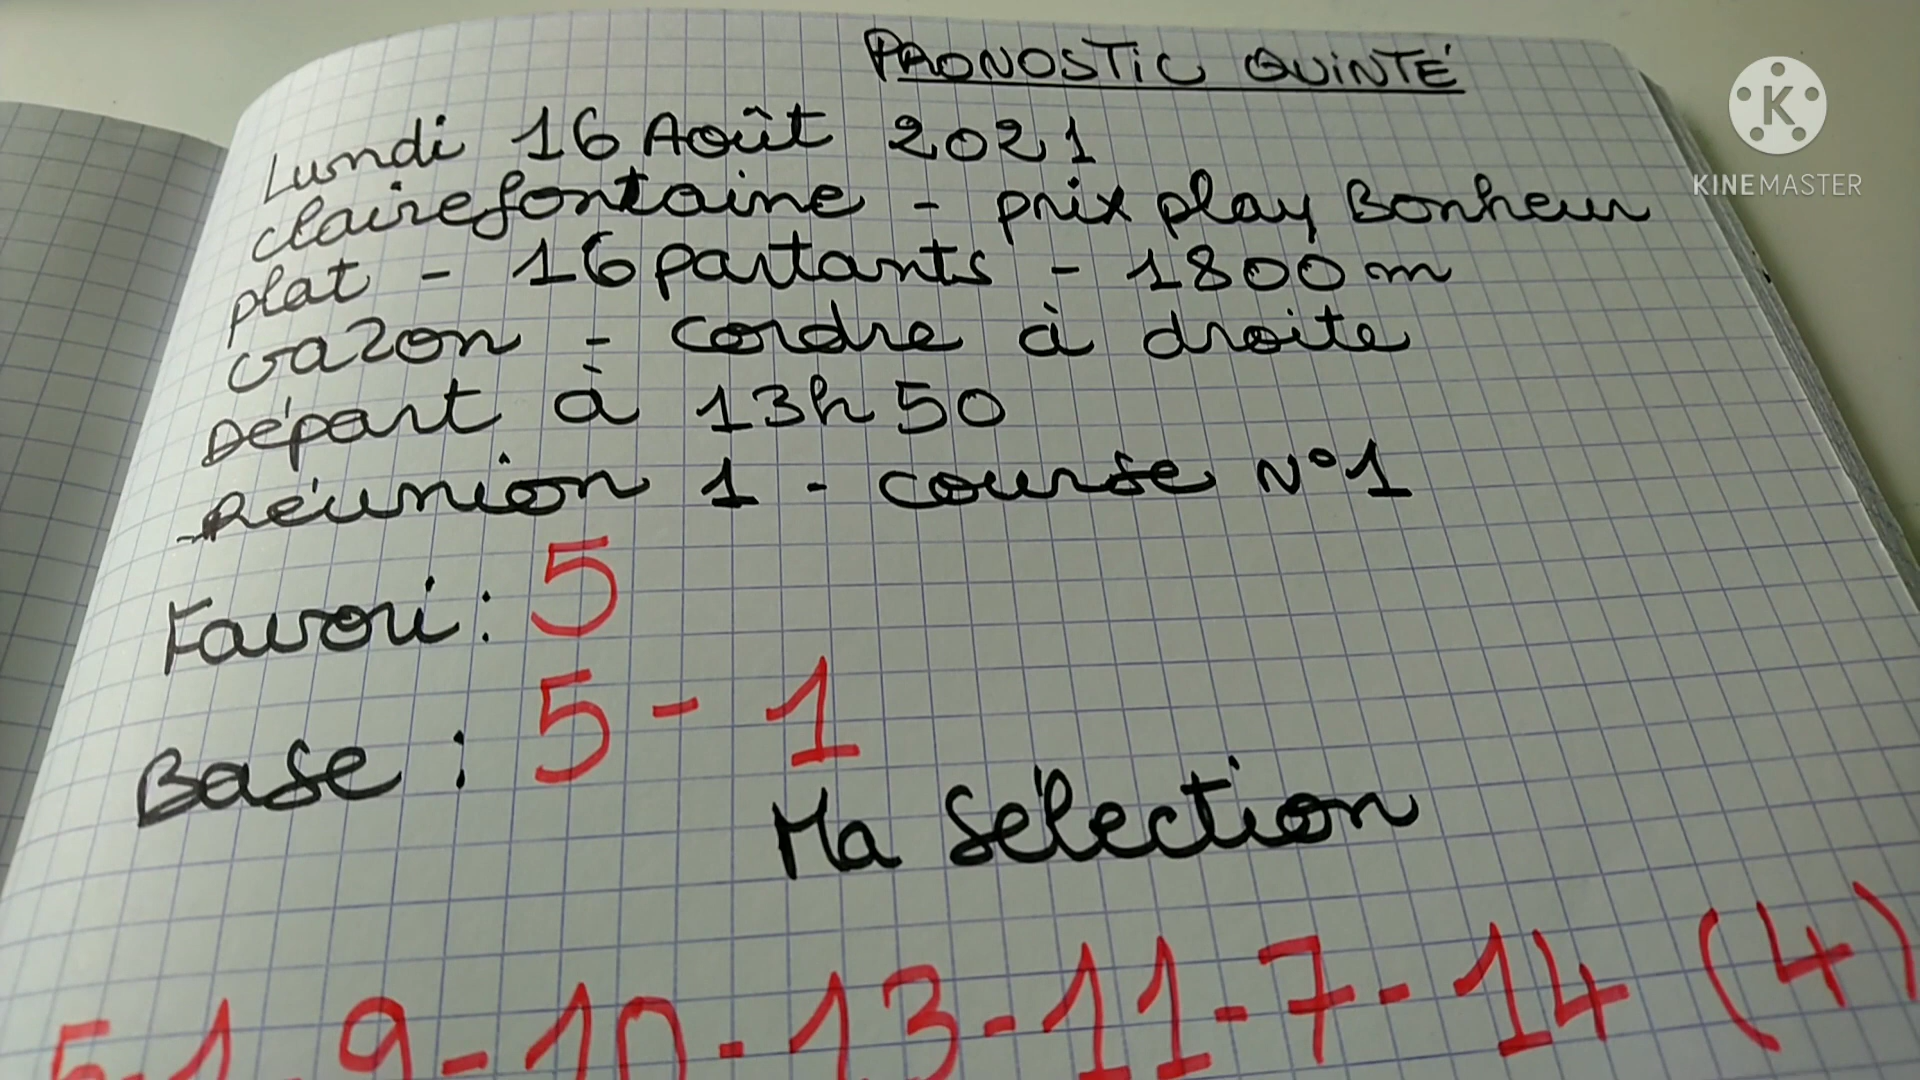 PRONOSTIC QUINTÉ
Lundi 16 Août 2021
clairefontaine - prix play Bonheur
plat - 16 partants - 1800 m
Gazon - corde à droite
Départ à 13h50
Réunion 1 - course N°1
Favori : 5
Base : 5 - 1
Ma Sélection
5-1-9-10-13-11-7-14 (4)
K
KINEMASTER